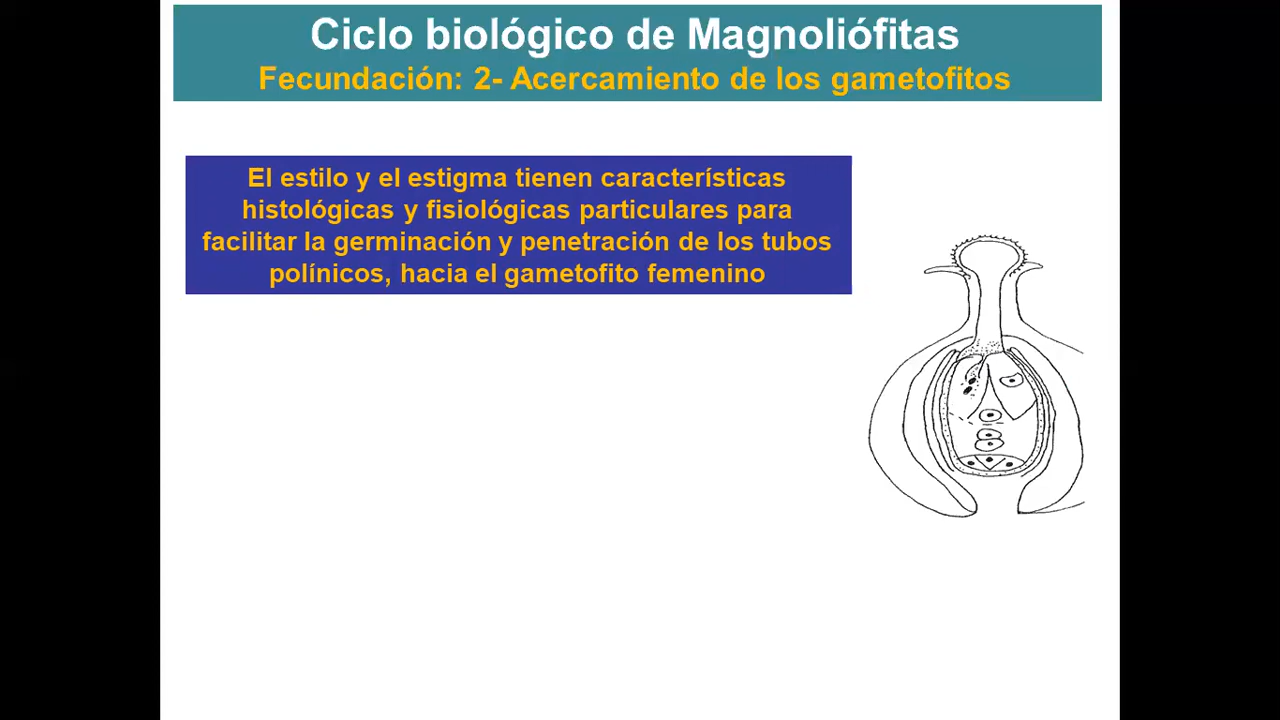 Ciclo biológico de Magnoliófitas
Fecundación: 2- Acercamiento de los gametofitos
El estilo y el estigma tienen características
histológicas y fisiológicas particulares para
facilitar la germinación y penetración de los tubos
polínicos, hacia el gametofito femenino